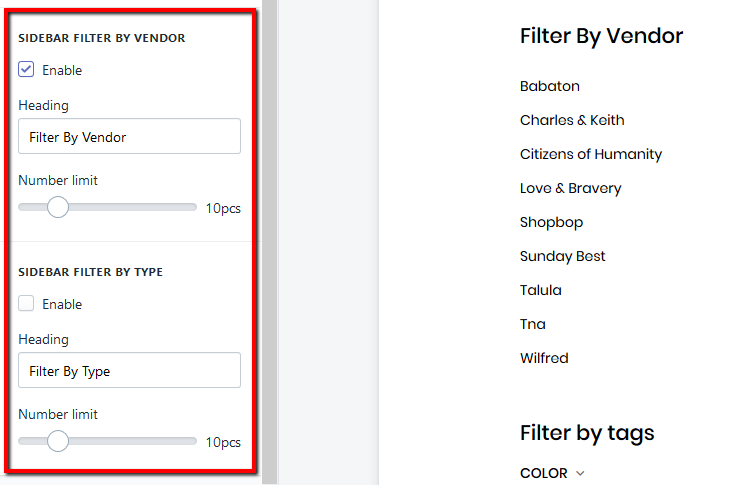 SIDEBAR FILTER BY VENDOR
Enable
Heading
Filter By Vendor
Number limit
10pcs
SIDEBAR FILTER BY TYPE
Enable
Heading
Filter By Type
Number limit
10pcs
Filter By Vendor
Babaton
Charles & Keith
Citizens of Humanity
Love & Bravery
Shopbop
Sunday Best
Talula
Tna
Wilfred
Filter by tags
COLOR